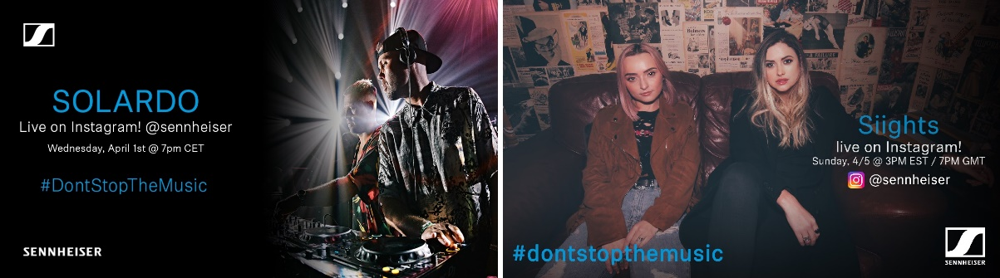 SOLARDO
Live on Instagram! @sennheiser
Wednesday, April 1st @ 7pm CET
#DontStopTheMusic
SENNHEISER
Siights
live on Instagram!
Sunday, 4/5 @ 3PM EST / 7PM GMT
@sennheiser
#dontstopthemusic
SENNHEISER